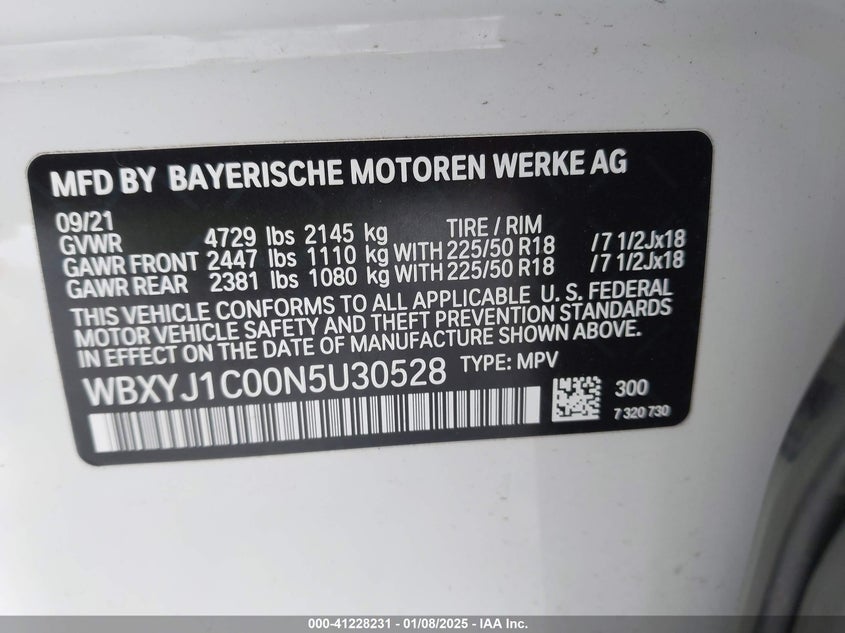 MFD BY BAYERISCHE MOTOREN WERKE AG
09/21 TIRE / RIM
GVWR 4729 lbs 2145 kg
GAWR FRONT 2447 lbs 1110 kg WITH 225/50 R18 /7 1/2Jx18
GAWR REAR 2381 lbs 1080 kg WITH 225/50 R18 /7 1/2Jx18
THIS VEHICLE CONFORMS TO ALL APPLICABLE U. S. FEDERAL
MOTOR VEHICLE SAFETY AND THEFT PREVENTION STANDARDS
IN EFFECT ON THE DATE OF MANUFACTURE SHOWN ABOVE.
WBXYJ1C00N5U30528 TYPE: MPV
300
7 320 730
000-41228231 - 01/08/2025 - IAA Inc.